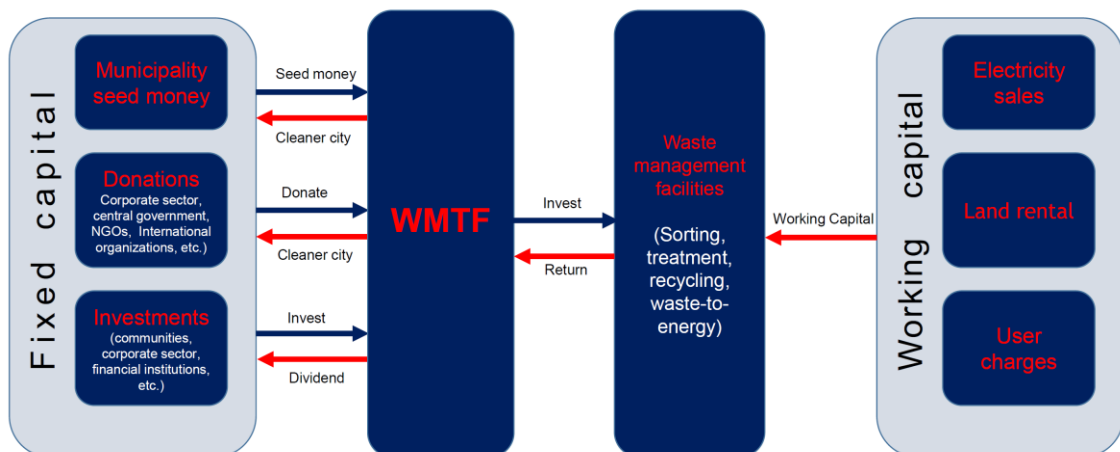 Fixed capital
Municipality
seed money
Donations
Corporate sector,
central government,
NGOs, International
organizations, etc.)
Investments
(communities,
corporate sector,
financial institutions,
etc.)
Seed money
Cleaner city
Donate
Cleaner city
Invest
Dividend
WMTF
Invest
Return
Waste
management
facilities
(Sorting,
treatment,
recycling,
waste-to-
energy)
Working Capital
Working capital
Electricity
sales
Land rental
User
charges